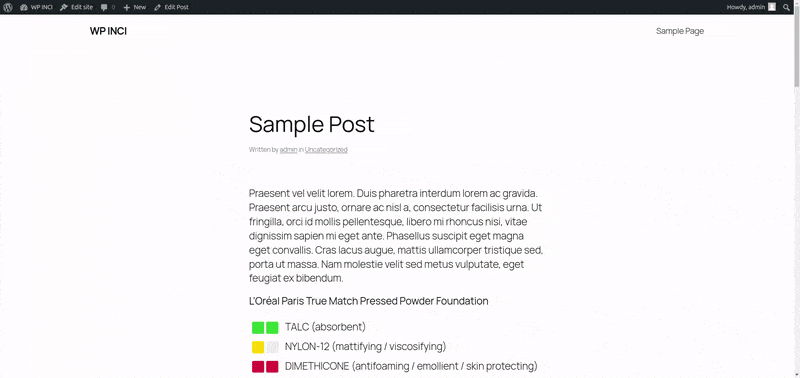 WP INCI Edit site 0 New Edit Post Howdy, admin
WP INCI Sample Page
Sample Post
Written by admin in Uncategorized
Praesent vel velit lorem. Duis pharetra interdum lorem ac gravida.
Praesent arcu justo, ornare ac nisl a, consectetur facilisis urna. Ut
fringilla, orci id mollis pellentesque, libero mi rhoncus nisi, vitae
dignissim sapien mi eget ante. Phasellus suscipit eget magna
eget convallis. Cras lacus augue, mattis ullamcorper tristique sed,
porta ut massa. Nam molestie velit sed metus vulputate, eget
feugiat ex bibendum.
L'Oréal Paris True Match Pressed Powder Foundation
TALC (absorbent)
NYLON-12 (mattifying / viscosifying)
DIMETHICONE (antifoaming / emollient / skin protecting)